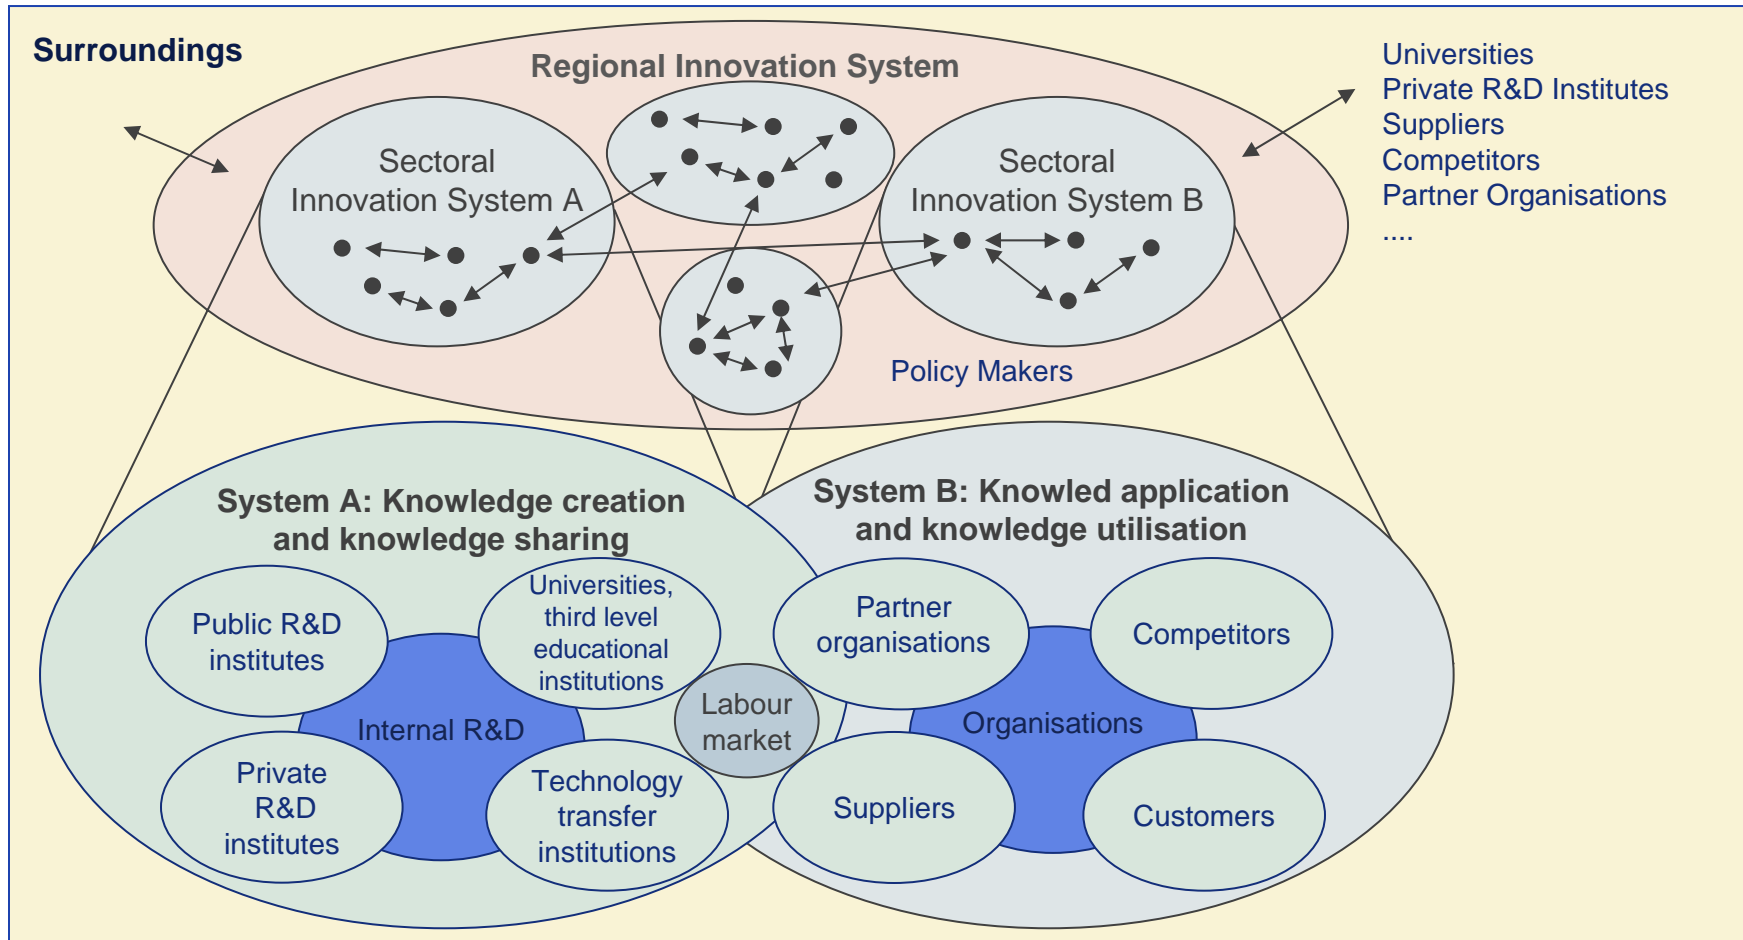 Surroundings
Regional Innovation System
Universities
Private R&D Institutes
Suppliers
Competitors
Partner Organisations
....
Sectoral
Innovation System A
Sectoral
Innovation System B
Policy Makers
System A: Knowledge creation
and knowledge sharing
System B: Knowled application
and knowledge utilisation
Public R&D
institutes
Universities,
third level
educational
institutions
Partner
organisations
Competitors
Internal R&D
Labour
market
Organisations
Private
R&D
institutes
Technology
transfer
institutions
Suppliers
Customers